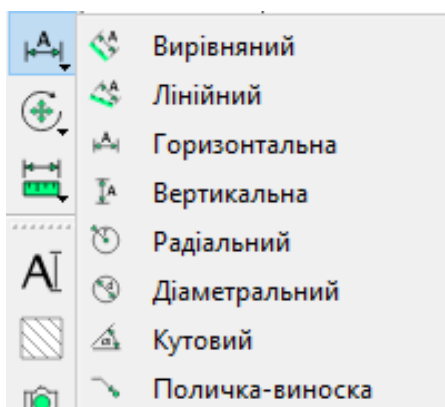 Вирівняний
Лінійний
Горизонтальна
Вертикальна
Радіальний
Діаметральний
Кутовий
Поличка-виноска